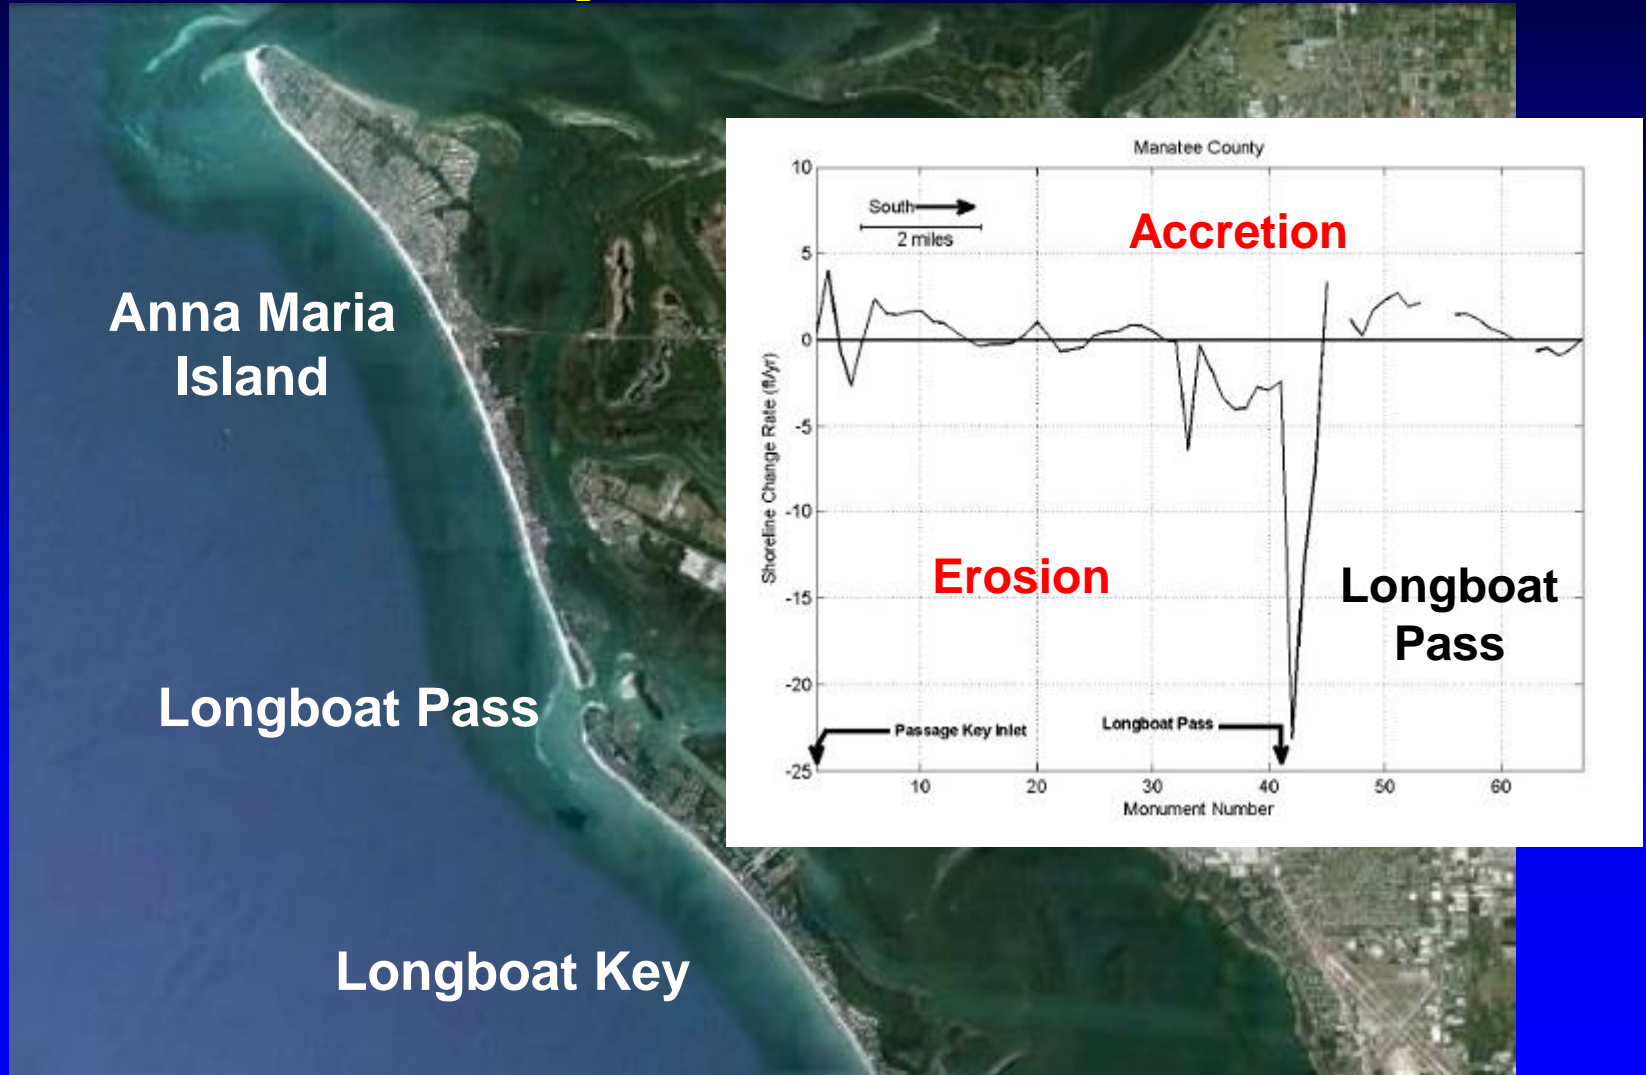 Anna Maria
Island
Longboat Pass
Longboat Key
Manatee County
10
5
0
-5
-10
-15
-20
-25
Shoreline Change Rate (ft/yr)
South
2 miles
Accretion
Erosion
Longboat
Pass
Passage Key Inlet
Longboat Pass
10
20
30
40
50
60
Monument Number